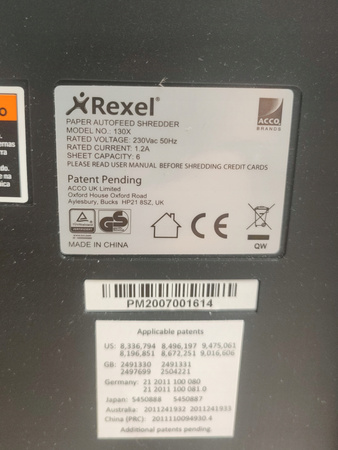 Rexel®
PAPER AUTOFEED SHREDDER
MODEL NO.: 130X
RATED VOLTAGE: 230Vac 50Hz
RATED CURRENT: 1.2A
SHEET CAPACITY: 6
PLEASE READ USER MANUAL BEFORE SHREDDING CREDIT CARDS
ACCO
BRANDS
Patent Pending
ACCO UK Limited
Oxford House Oxford Road
Aylesbury, Bucks HP21 8SZ, UK
GS
CE
MADE IN CHINA
QW
PM2007001614
Applicable patents
US: 8,336,794 8,496,197 9,475,061
8,196,851 8,672,251 9,016,606
GB: 2491330 2491331
2497699 2504221
Germany: 21 2011 100 080
21 2011 100 081.0
Japan: 5450888 5450887
Australia: 2011241932 2011241933
China (PRC): 2011110094930.4
Additional patents pending.